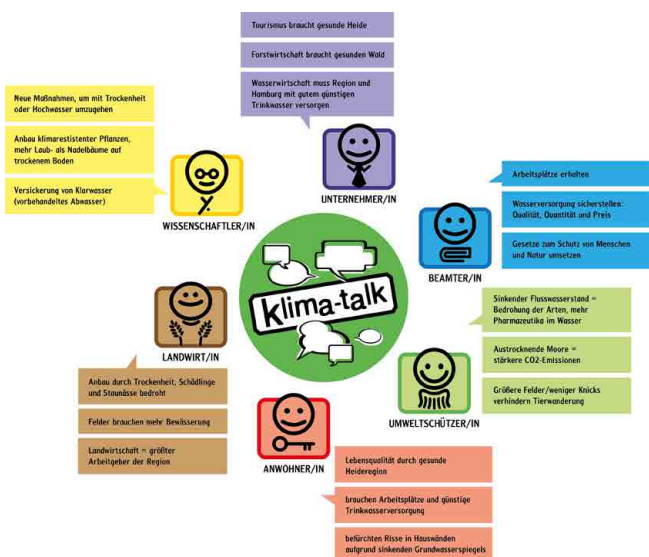 Tourismus braucht gesunde Heide
Forstwirtschaft braucht gesunden Wald
Wasserwirtschaft muss Region und
Hamburg mit gutem günstigen
Trinkwasser versorgen
UNTERNEHMER/IN
Neue Maßnahmen, um mit Trockenheit
oder Hochwasser umzugehen
Anbau klimarestistenter Pflanzen,
mehr Laub- als Nadelbäume auf
trockenem Boden
Versickerung von Klarwasser
(vorbehandeltes Abwasser)
WISSENSCHAFTLER/IN
Arbeitsplätze erhalten
Wasserversorgung sicherstellen:
Qualität, Quantität und Preis
Gesetze zum Schutz von Menschen
und Natur umsetzen
BEAMTER/IN
Klima-talk
LANDWIRT/IN
Anbau durch Trockenheit, Schädlinge
und Staunässe bedroht
Felder brauchen mehr Bewässerung
Landwirtschaft = größter
Arbeitgeber der Region
Sinkender Flusswasserstand =
Bedrohung der Arten, mehr
Pharmazeutika im Wasser
Austrocknende Moore =
stärkere CO2-Emissionen
Größere Felder/weniger Knicks
verhindern Tierwanderung
UMWELTSCHÜTZER/IN
ANWOHNER/IN
Lebensqualität durch gesunde
Heideregion
brauchen Arbeitsplätze und günstige
Trinkwasserversorgung
befürchten Risse in Hauswänden
aufgrund sinkenden Grundwasserspiegels